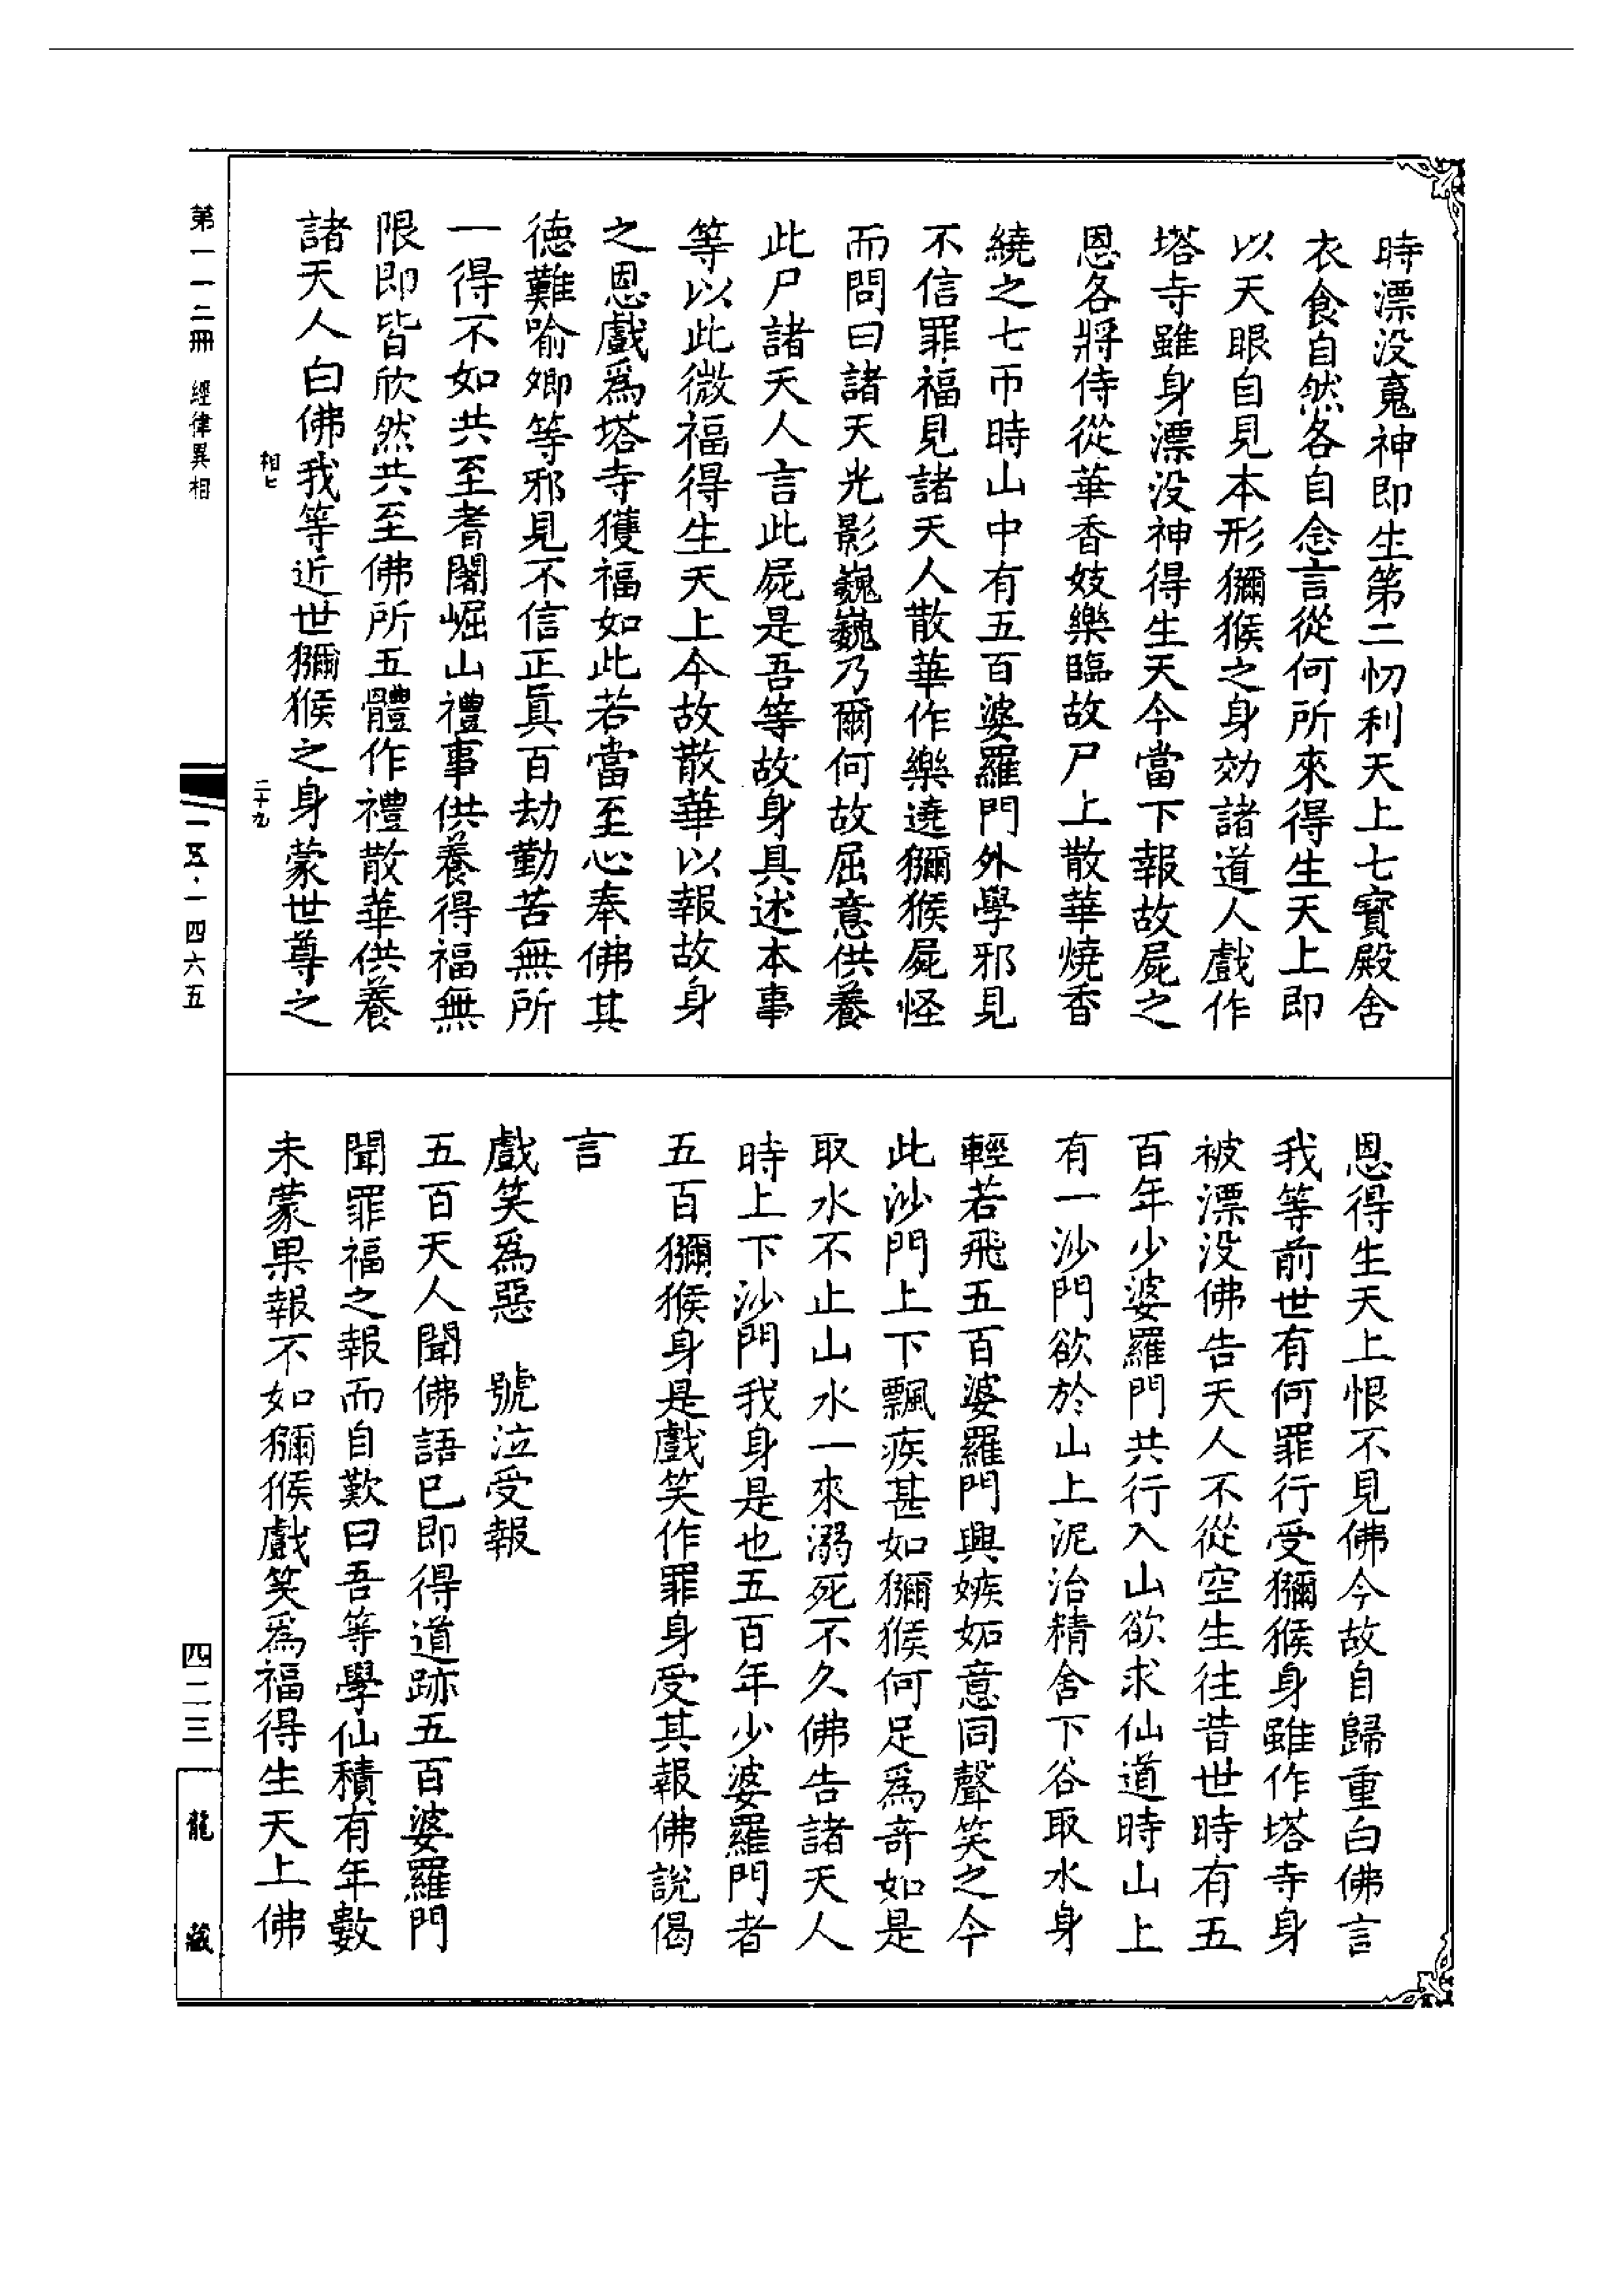 時漂没䰟神即生第二忉利天上七寶殿舍
衣食自然各自念言從何所來得生天上即
以天眼自見本形獼猴之身効諸道人戲作
塔寺雖身漂没神得生天今當下報故屍之
恩各將侍從華香妓樂臨故尸上散華燒香
繞之七帀時山中有五百婆羅門外學邪見
不信罪福見諸天人散華作樂遶獼猴屍怪
而問曰諸天光影巍巍乃爾何故屈意供養
此尸諸天人言此屍是吾等故身具述本事
等以此微福得生天上今故散華以報故身
之恩戲爲塔寺獲福如此若當至心奉佛其
德難喻卿等邪見不信正眞百劫勤苦無所
一得不如共至耆闍崛山禮事供養得福無
限即皆欣然共至佛所五體作禮散華供養
諸天人白佛我等近世獼猴之身蒙世尊之
恩得生天上恨不見佛今故自歸重白佛言
我等前世有何罪行受獼猴身雖作塔寺身
被漂没佛告天人不從空生往昔世時有五
百年少婆羅門共行入山欲求仙道時山上
有一沙門欲於山上泥治精舍下谷取水身
輕若飛五百婆羅門興嫉妬意同聲笑之今
此沙門上下飄疾甚如獼猴何足爲奇如是
取水不止山水一來溺死不久佛告諸天人
時上下沙門我身是也五百年少婆羅門者
五百獼猴身是戲笑作罪身受其報佛說偈
言
戲笑爲惡　號泣受報
五百天人聞佛語已即得道跡五百婆羅門
聞罪福之報而自歎曰吾等學仙積有年數
未蒙果報不如獼猴戲笑爲福得生天上佛
相七
二十九
第一一二冊　經律異相
一五·一四六五
四二三
龍藏